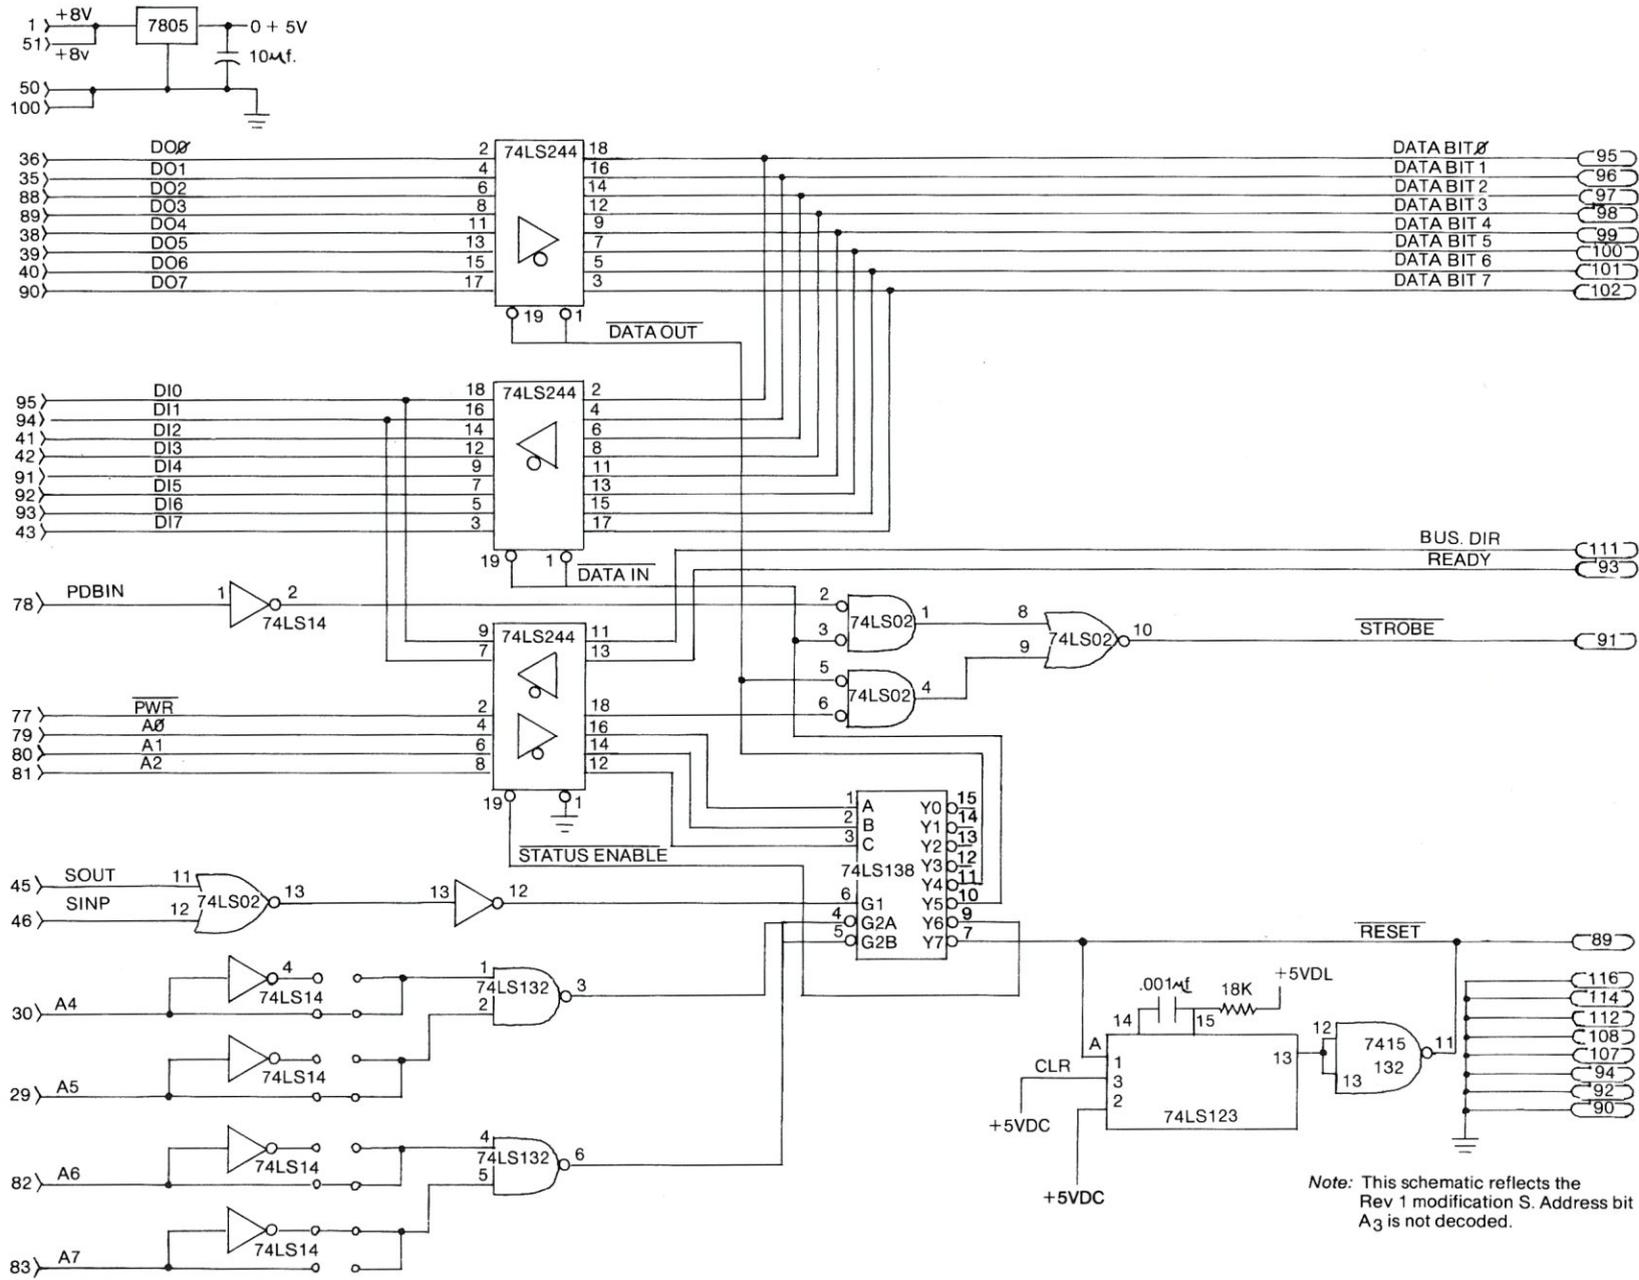 +8V
1 7805 0 + 5V
51
+8v 10µf.
50
100
DOØ 2 74LS244 18 DATA BITØ
36 95
DO1 4 16 DATA BIT 1
35 96
DO2 6 14 DATA BIT 2
88 97
DO3 8 12 DATA BIT 3
89 98
DO4 11 9 DATA BIT 4
38 99
DO5 13 7 DATA BIT 5
39 100
DO6 15 5 DATA BIT 6
40 101
DO7 17 3 DATA BIT 7
90 102
19 1
DATA OUT
DI0 18 74LS244 2
95
DI1 16 4
94
DI2 14 6
41
DI3 12 8
42
DI4 9 11
91
DI5 7 13
92
DI6 5 15
93
DI7 3 17
43
BUS. DIR
111
19 1 READY
DATA IN 93
PDBIN 1 2 2
78
74LS14 74LS02 1 8
3
9 74LS244 11 74LS02 10 STROBE
91
7 13 9
5
74LS02 4
6
PWR 2 18
77
AØ 4 16
79
A1 6 14
80
A2 8 12
81
19 1
1 A Y0 15
2 B Y1 14
3 C Y2 13
Y3 12
STATUS ENABLE
74LS138
Y4 11
SOUT 11
45
74LS02 13 13 12 6 G1 Y5 10
SINP 12
46
4 G2A Y6 9
5 G2B Y7 7
RESET
89
4 1
74LS14 74LS132 3
2
A4
30
74LS14
A5
29
.001µf 18K +5VDL
14 15
A
1
CLR
3
2
+5VDC
74LS123
+5VDC
13
12
7415
132
11
13
116
114
112
108
107
94
92
90
4
74LS14 74LS132 6
5
A6
82
74LS14
A7
83
Note: This schematic reflects the
Rev 1 modification S. Address bit
A3 is not decoded.